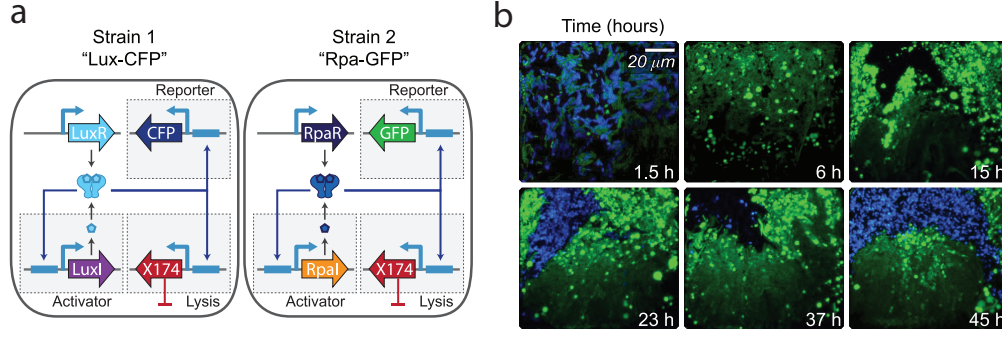 a
Strain 1
“Lux-CFP”
Reporter
LuxR
CFP
LuxI
X174
Activator
Lysis
Strain 2
“Rpa-GFP”
Reporter
RpaR
GFP
RpaI
X174
Activator
Lysis
b
Time (hours)
20 μm
1.5 h
6 h
15 h
23 h
37 h
45 h